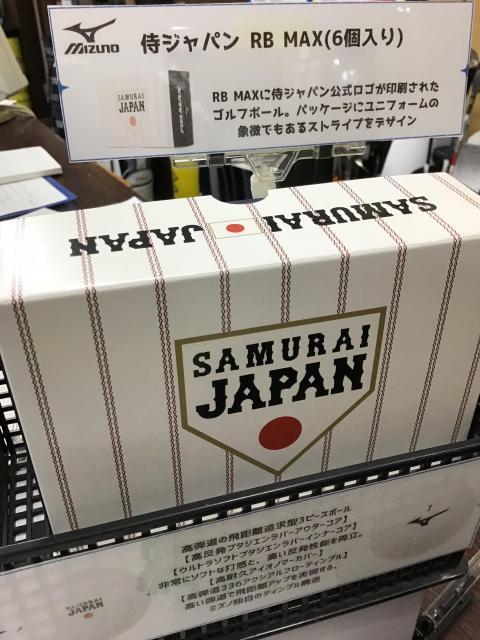 MIZUNO
侍ジャパン RB MAX(6個入り)
SAMURAI
JAPAN
RB MAXに侍ジャパン公式ロゴが印刷された
ゴルフボール。パッケージにユニフォームの
象徴でもあるストライプをデザイン
SAMURAI
JAPAN
SAMURAI
JAPAN
高弾道の飛距離追求型3ピースボール
【高反発ブタジエンラバーアウターコア】
【ウルトラソフトブタジエンラバーインナーコア】
非常にソフトな打感と、高い反発性能を両立。
【高耐久アイオノマーカバー】
【高弾道336アクシアルフローディンプル】
高い弾道で飛距離アップを実現する、
ミズノ独自のディンプル構造
SAMURAI
JAPAN